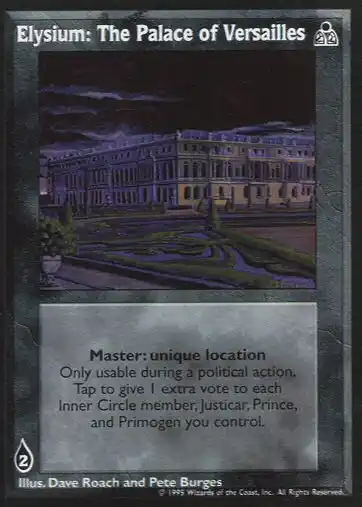 Elysium: The Palace of Versailles
Master: unique location
Only usable during a political action.
Tap to give 1 extra vote to each
Inner Circle member, Justicar, Prince,
and Primogen you control.
2
Illus. Dave Roach and Pete Burges
© 1995 Wizards of the Coast, Inc. All Rights Reserved.